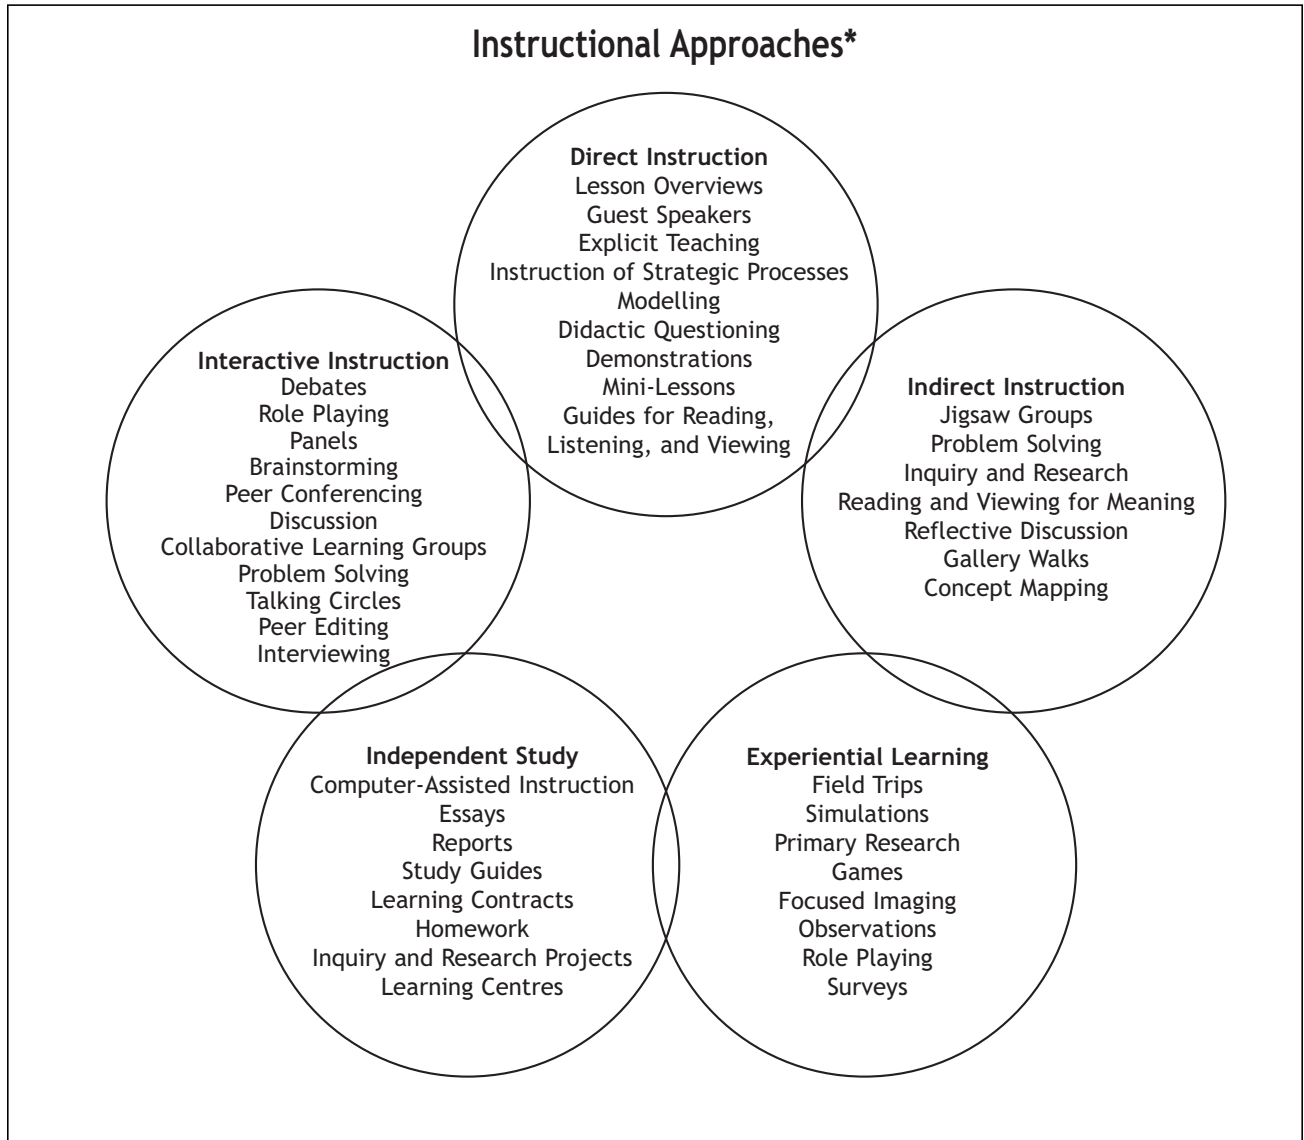 Instructional Approaches*
Direct Instruction
Lesson Overviews
Guest Speakers
Explicit Teaching
Instruction of Strategic Processes
Modelling
Didactic Questioning
Demonstrations
Mini-Lessons
Guides for Reading,
Listening, and Viewing
Interactive Instruction
Debates
Role Playing
Panels
Brainstorming
Peer Conferencing
Discussion
Collaborative Learning Groups
Problem Solving
Talking Circles
Peer Editing
Interviewing
Indirect Instruction
Jigsaw Groups
Problem Solving
Inquiry and Research
Reading and Viewing for Meaning
Reflective Discussion
Gallery Walks
Concept Mapping
Independent Study
Computer-Assisted Instruction
Essays
Reports
Study Guides
Learning Contracts
Homework
Inquiry and Research Projects
Learning Centres
Experiential Learning
Field Trips
Simulations
Primary Research
Games
Focused Imaging
Observations
Role Playing
Surveys